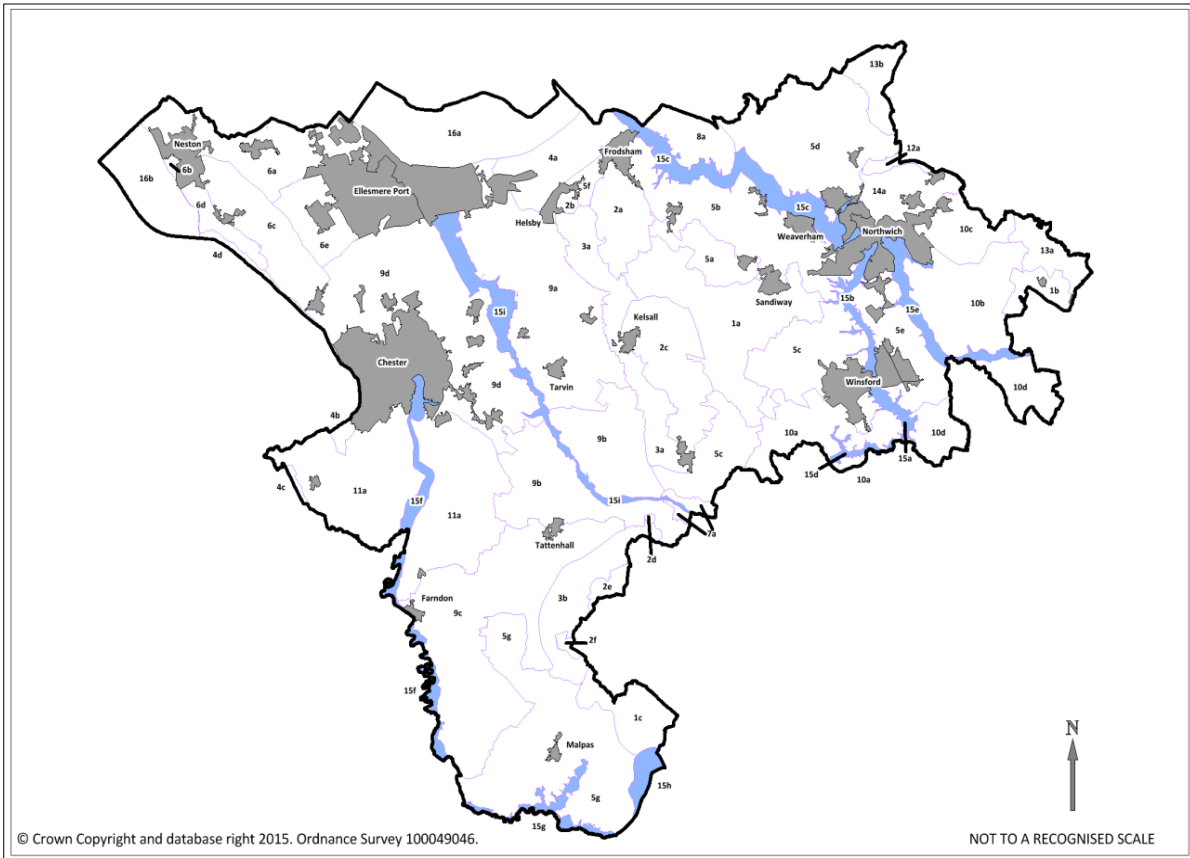 13b
16a
8a
5d
12a
Neston
Frodsham
4a
15c
16b
6b
6a
Ellesmere Port
5f
14a
6d
2b
2a
5b
15c
Helsby
6c
Weaverham
Northwich
10c
4d
6e
3a
13a
9d
5a
1b
9a
Sandiway
15b
10b
15i
15e
Kelsall
1a
5e
2c
5c
Chester
Winsford
Tarvin
9d
10d
4b
9b
10a
10d
3a
5c
15a
15d
10a
4c
11a
9b
15f
15i
11a
7a
Tattenhall
2d
2e
3b
Farndon
9c
5g
2f
15f
1c
N
Malpas
15h
5g
15g
© Crown Copyright and database right 2015. Ordnance Survey 100049046.
NOT TO A RECOGNISED SCALE